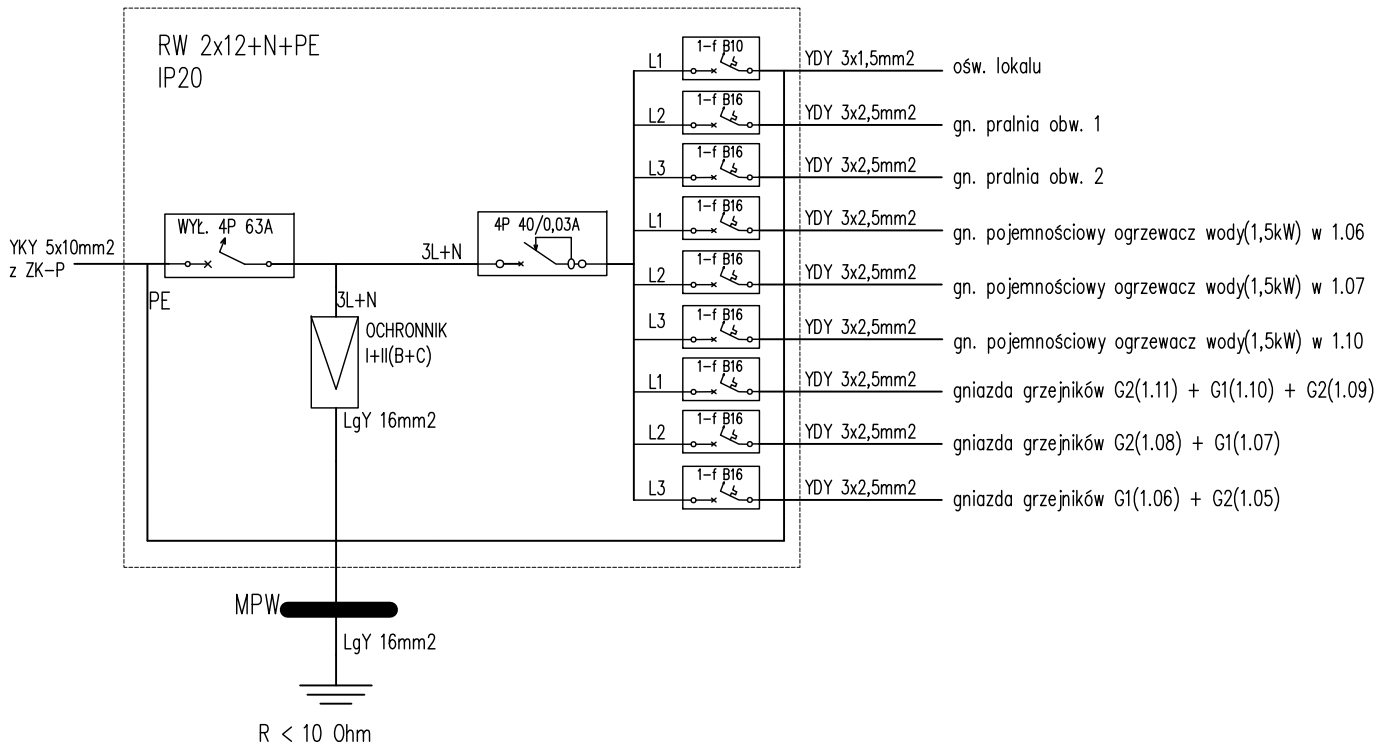 RW 2x12+N+PE
IP20
YKY 5x10mm2
z ZK-P
PE
WYŁ. 4P 63A
3L+N
OCHRONNIK
I+II(B+C)
LgY 16mm2
3L+N
4P 40/0,03A
L1 1-f B10 YDY 3x1,5mm2 ośw. lokalu
L2 1-f B16 YDY 3x2,5mm2 gn. pralnia obw. 1
L3 1-f B16 YDY 3x2,5mm2 gn. pralnia obw. 2
L1 1-f B16 YDY 3x2,5mm2 gn. pojemnościowy ogrzewacz wody(1,5kW) w 1.06
L2 1-f B16 YDY 3x2,5mm2 gn. pojemnościowy ogrzewacz wody(1,5kW) w 1.07
L3 1-f B16 YDY 3x2,5mm2 gn. pojemnościowy ogrzewacz wody(1,5kW) w 1.10
L1 1-f B16 YDY 3x2,5mm2 gniazda grzejników G2(1.11) + G1(1.10) + G2(1.09)
L2 1-f B16 YDY 3x2,5mm2 gniazda grzejników G2(1.08) + G1(1.07)
L3 1-f B16 YDY 3x2,5mm2 gniazda grzejników G1(1.06) + G2(1.05)
MPW
LgY 16mm2
R < 10 Ohm